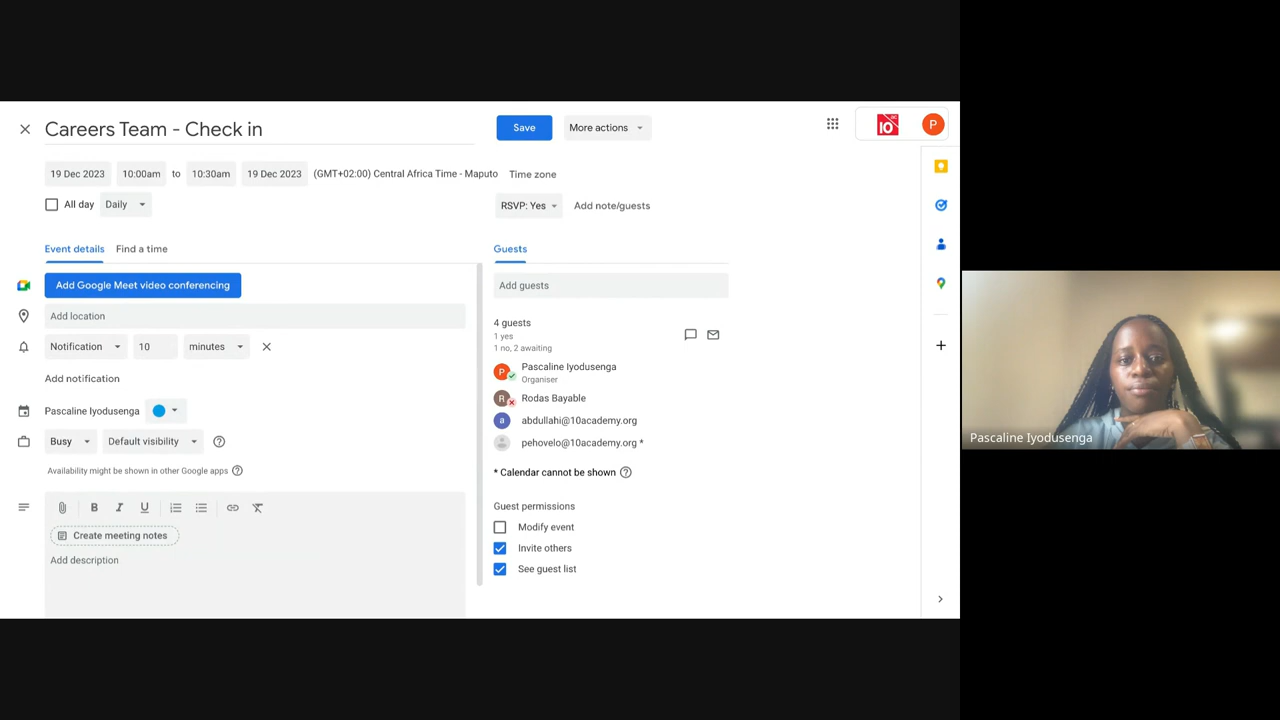 Careers Team - Check in
Save
More actions
10
P
19 Dec 2023 10:00am to 10:30am 19 Dec 2023 (GMT+02:00) Central Africa Time - Maputo Time zone
All day Daily
RSVP: Yes Add note/guests
Event details Find a time
Guests
Add Google Meet video conferencing
Add guests
Add location
4 guests
1 yes
1 no, 2 awaiting
Notification 10 minutes
Add notification
P Pascaline Iyodusenga
Organiser
R Rodas Bayable
a abdullahi@10academy.org
pehovelo@10academy.org *
Pascaline Iyodusenga
Busy Default visibility
Availability might be shown in other Google apps
* Calendar cannot be shown
Guest permissions
Modify event
Invite others
See guest list
B I U
Create meeting notes
Add description
Pascaline Iyodusenga